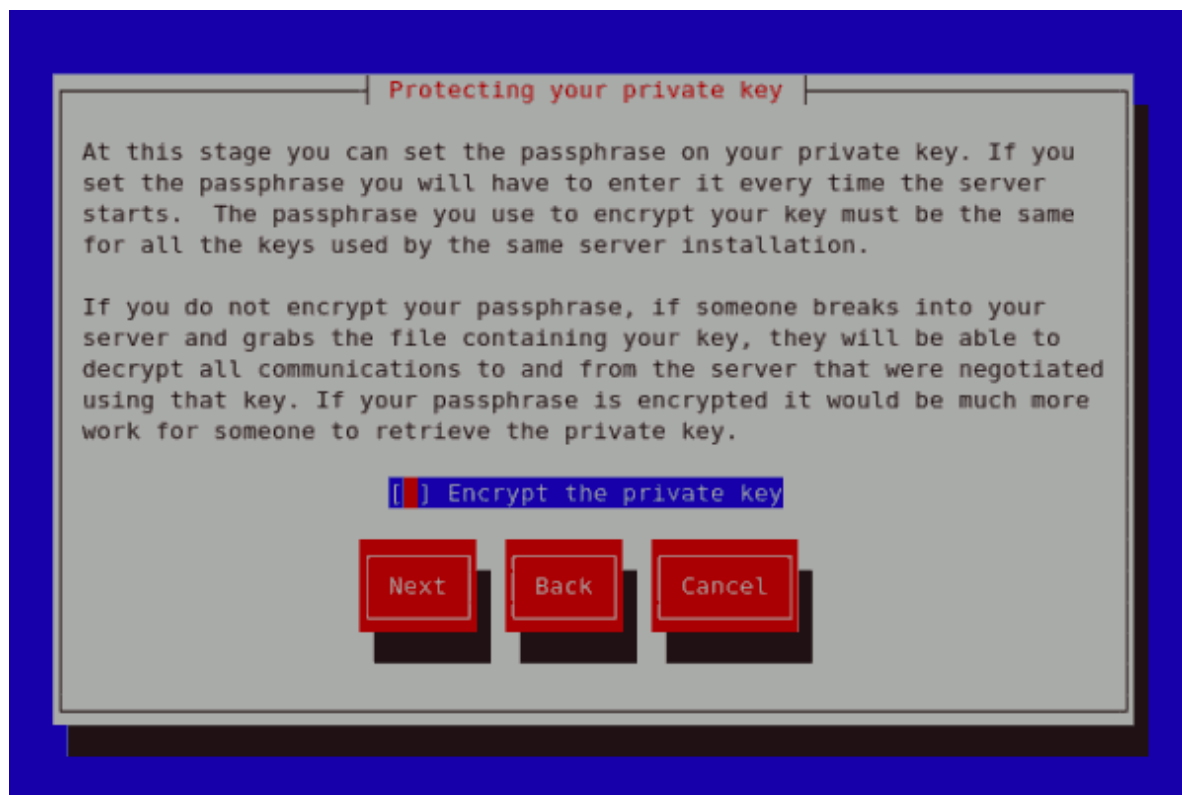 Protecting your private key
At this stage you can set the passphrase on your private key. If you
set the passphrase you will have to enter it every time the server
starts.  The passphrase you use to encrypt your key must be the same
for all the keys used by the same server installation.
If you do not encrypt your passphrase, if someone breaks into your
server and grabs the file containing your key, they will be able to
decrypt all communications to and from the server that were negotiated
using that key. If your passphrase is encrypted it would be much more
work for someone to retrieve the private key.
[ ] Encrypt the private key
Next Back Cancel